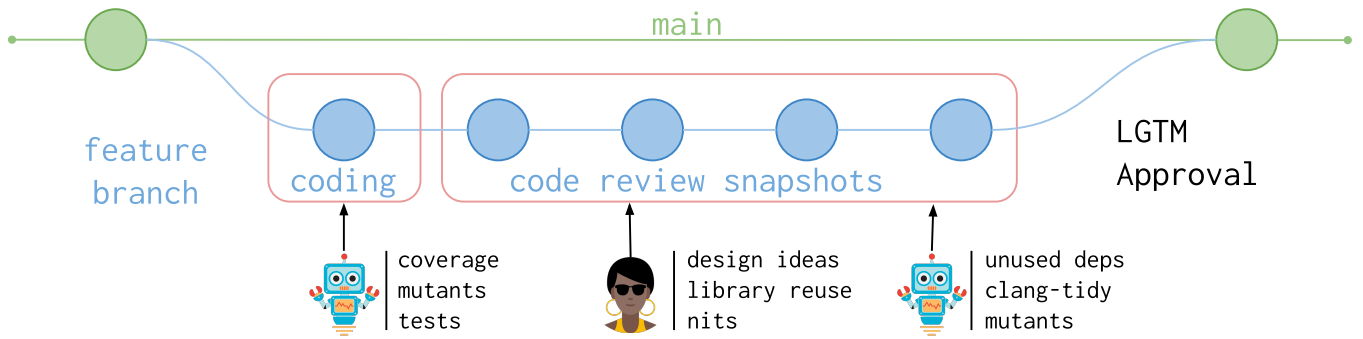 main
feature
branch
coding
code review snapshots
LGTM
Approval
coverage
mutants
tests
design ideas
library reuse
nits
unused deps
clang-tidy
mutants